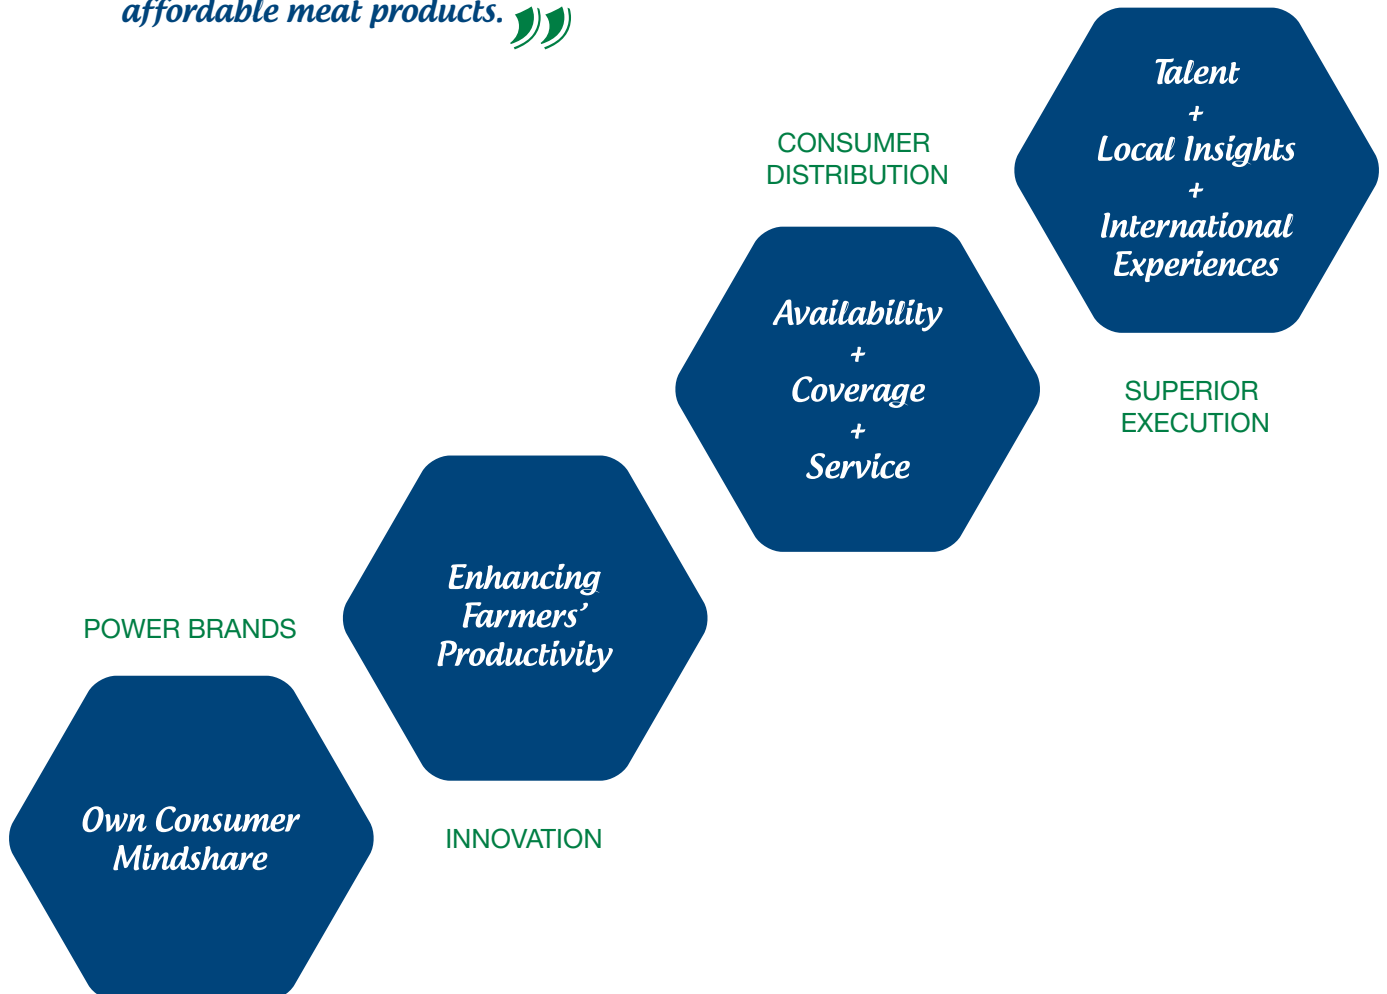 affordable meat products.”
Talent
+
Local Insights
+
International
Experiences
SUPERIOR
EXECUTION
CONSUMER
DISTRIBUTION
Availability
+
Coverage
+
Service
Enhancing
Farmers’
Productivity
INNOVATION
POWER BRANDS
Own Consumer
Mindshare